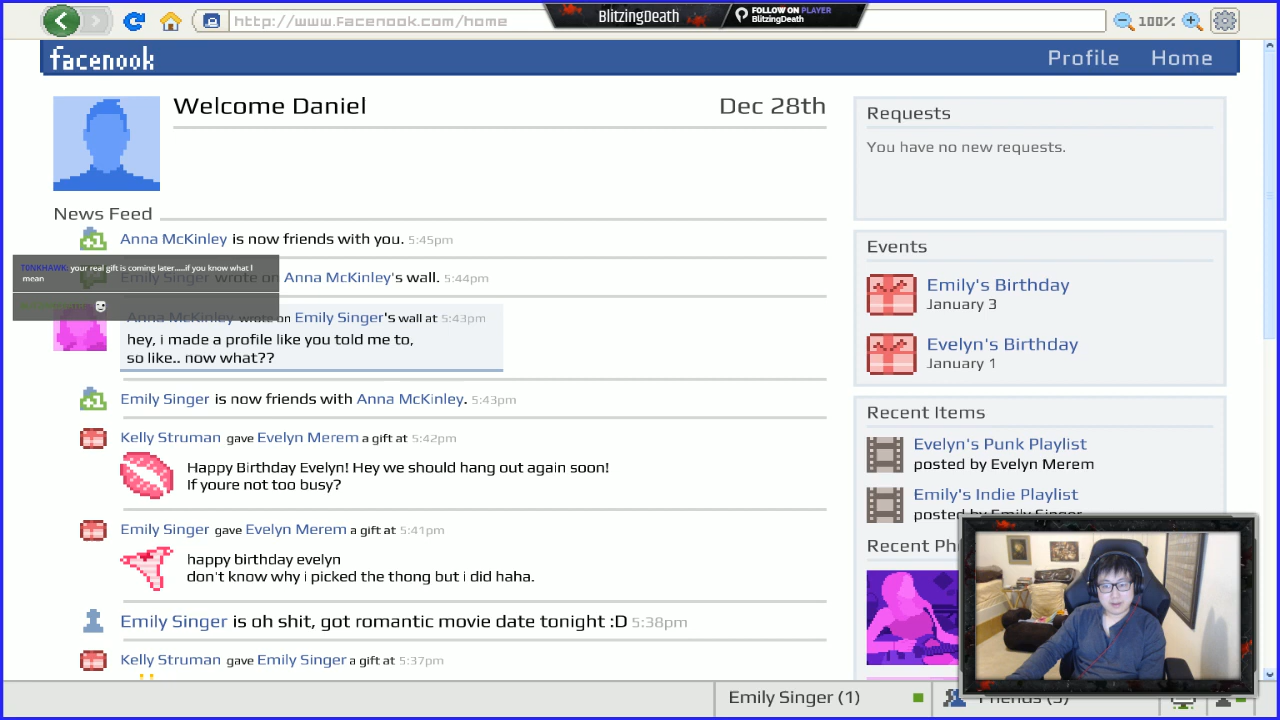 http://www.facenook.com/home
BlitzingDeath
FOLLOW ON PLAYER
BlitzingDeath
100%
facenook
Profile
Home
Welcome Daniel
Dec 28th
News Feed
Anna McKinley is now friends with you. 5:45pm
T0NKHAWK: your real gift is coming later.....if you know what I
mean
Emily Singer wrote on Anna McKinley's wall. 5:44pm
Anna McKinley wrote on Emily Singer's wall at 5:43pm
hey, i made a profile like you told me to,
so like.. now what??
Emily Singer is now friends with Anna McKinley. 5:43pm
Kelly Struman gave Evelyn Merem a gift at 5:42pm
Happy Birthday Evelyn! Hey we should hang out again soon!
If youre not too busy?
Emily Singer gave Evelyn Merem a gift at 5:41pm
happy birthday evelyn
don't know why i picked the thong but i did haha.
Emily Singer is oh shit, got romantic movie date tonight :D 5:38pm
Kelly Struman gave Emily Singer a gift at 5:37pm
Requests
You have no new requests.
Events
Emily's Birthday
January 3
Evelyn's Birthday
January 1
Recent Items
Evelyn's Punk Playlist
posted by Evelyn Merem
Emily's Indie Playlist
posted by Emily Singer
Recent Ph
Emily Singer (1)
Friends (3)